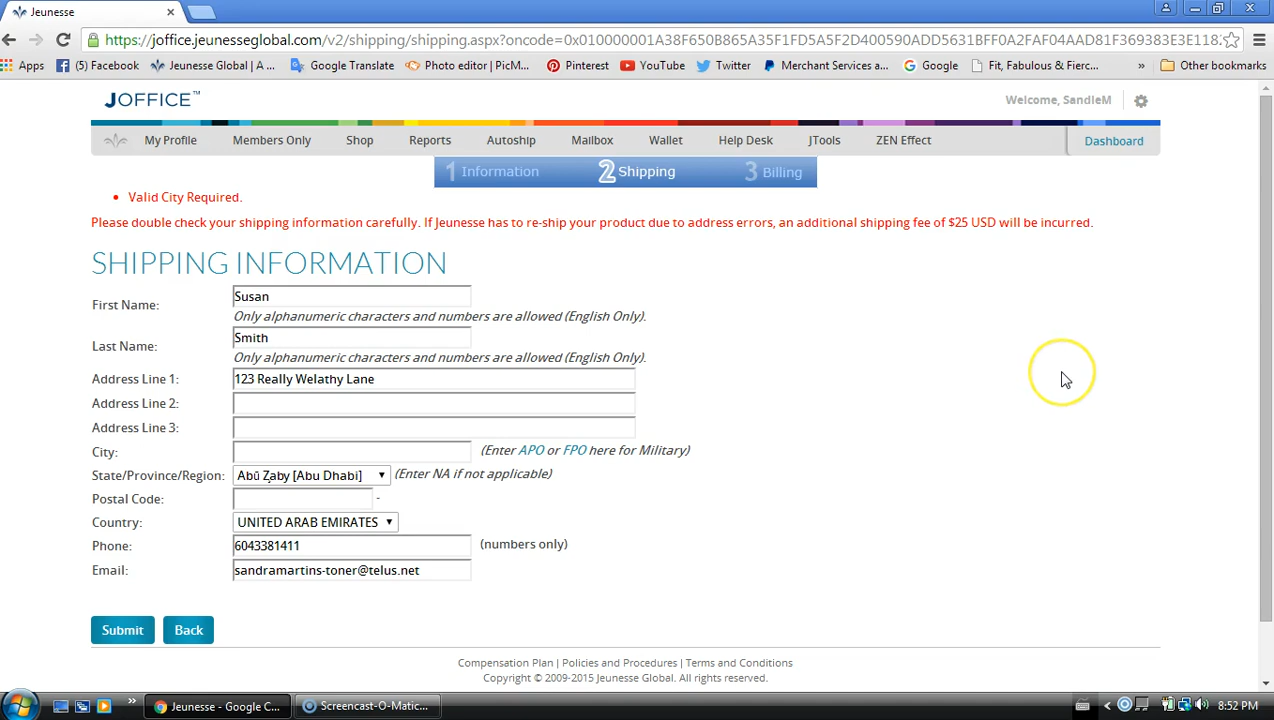 Jeunesse
https://joffice.jeunesseglobal.com/v2/shipping/shipping.aspx?oncode=0x010000001A38F650B865A35F1FD5A5F2D400590ADD5631BFF0A2FAF04AAD81F369383E3E118
Apps (5) Facebook Jeunesse Global | A ... Google Translate Photo editor | PicM... Pinterest YouTube Twitter Merchant Services a... Google Fit, Fabulous & Fierc... » Other bookmarks
JOFFICE™ Welcome, SandieM
My Profile Members Only Shop Reports Autoship Mailbox Wallet Help Desk JTools ZEN Effect Dashboard
1 Information 2 Shipping 3 Billing
• Valid City Required.
Please double check your shipping information carefully. If Jeunesse has to re-ship your product due to address errors, an additional shipping fee of $25 USD will be incurred.
SHIPPING INFORMATION
First Name: Susan
Only alphanumeric characters and numbers are allowed (English Only).
Last Name: Smith
Only alphanumeric characters and numbers are allowed (English Only).
Address Line 1: 123 Really Welathy Lane
Address Line 2:
Address Line 3:
City: (Enter APO or FPO here for Military)
State/Province/Region: Abū Z̧aby [Abu Dhabi] (Enter NA if not applicable)
Postal Code: -
Country: UNITED ARAB EMIRATES
Phone: 6043381411 (numbers only)
Email: sandramartins-toner@telus.net
Submit Back
Compensation Plan | Policies and Procedures | Terms and Conditions
Copyright © 2009-2015 Jeunesse Global. All rights reserved.
» Jeunesse - Google C... Screencast-O-Matic... 8:52 PM